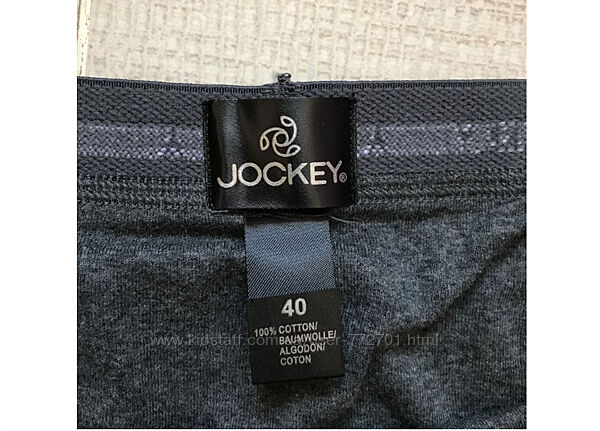 JOCKEY®
40
100% COTTON/
BAUMWOLLE/
ALGODÓN/
COTON